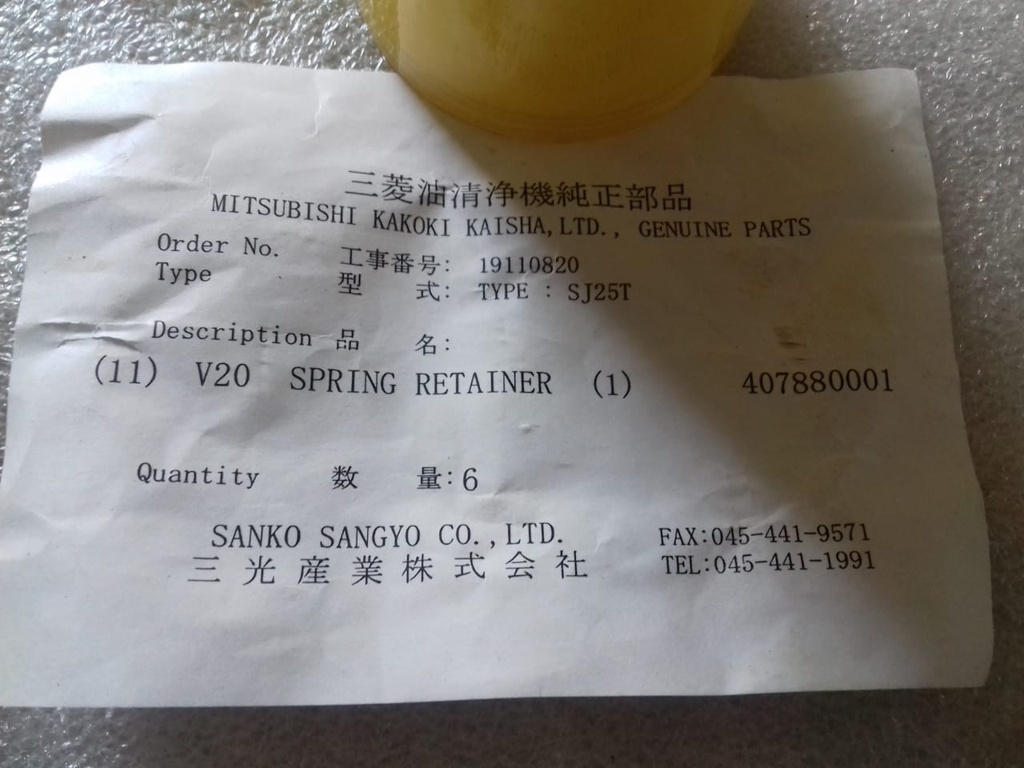 三菱油清浄機純正部品
MITSUBISHI KAKOKI KAISHA,LTD., GENUINE PARTS
Order No. 工事番号: 19110820
Type 型 式: TYPE : SJ25T
Description 品 名:
(11) V20 SPRING RETAINER (1) 407880001
Quantity 数 量:6
SANKO SANGYO CO.,LTD. FAX:045-441-9571
三光産業株式会社 TEL:045-441-1991